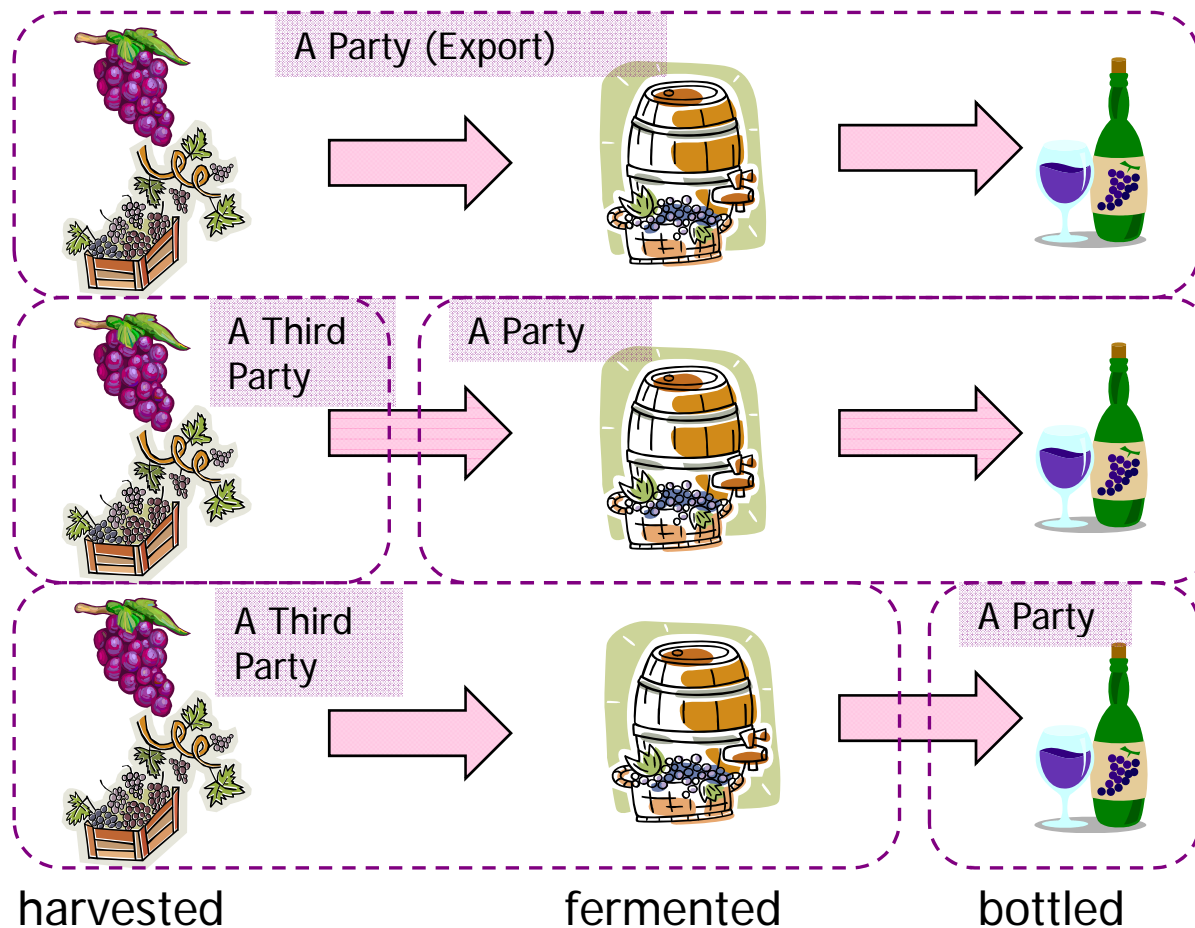 A Party (Export)
A Third
Party
A Party
A Third
Party
A Party
harvested
fermented
bottled